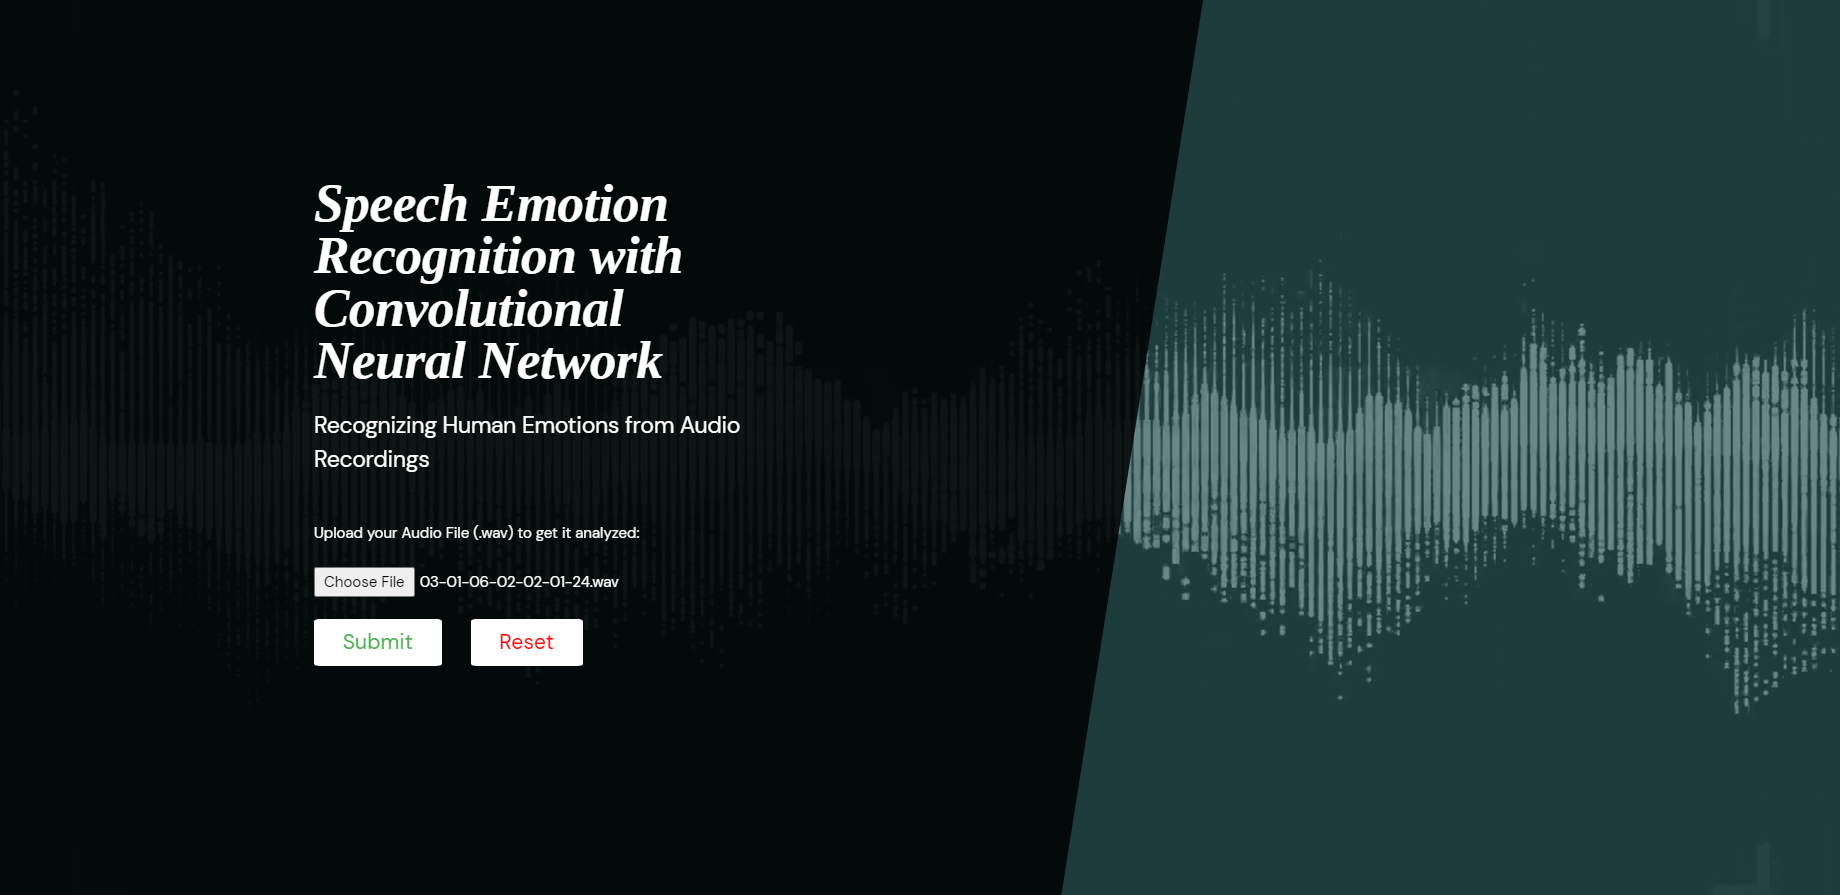 Speech Emotion
Recognition with
Convolutional
Neural Network
Recognizing Human Emotions from Audio
Recordings
Upload your Audio File (.wav) to get it analyzed:
Choose File 03-01-06-02-02-01-24.wav
Submit Reset